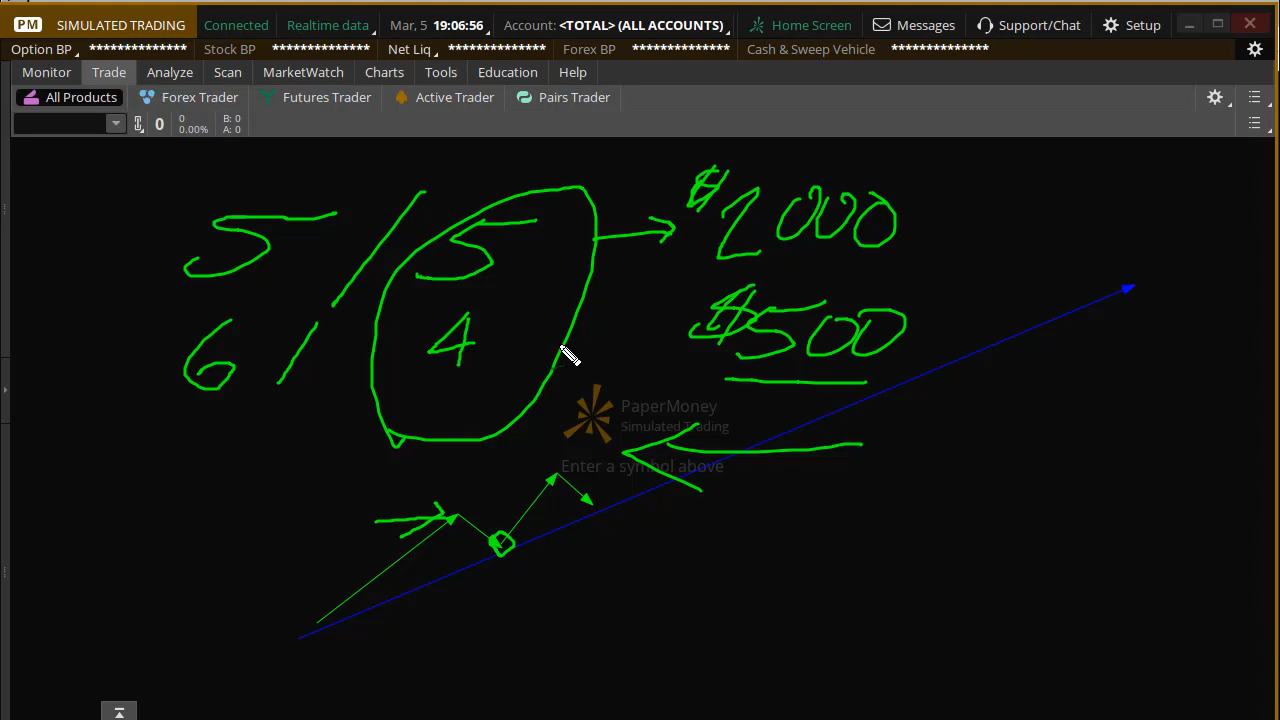 PM SIMULATED TRADING Connected Realtime data Mar, 5 19:06:56 Account: <TOTAL> (ALL ACCOUNTS) Home Screen Messages Support/Chat Setup
Option BP ************** Stock BP ************** Net Liq ************** Forex BP ************** Cash & Sweep Vehicle **************
Monitor Trade Analyze Scan MarketWatch Charts Tools Education Help
All Products Forex Trader Futures Trader Active Trader Pairs Trader
0 0 B: 0
0.00% A: 0
5 / 5 $1000
6 / 4 $500
PaperMoney
Simulated Trading
Enter a symbol above